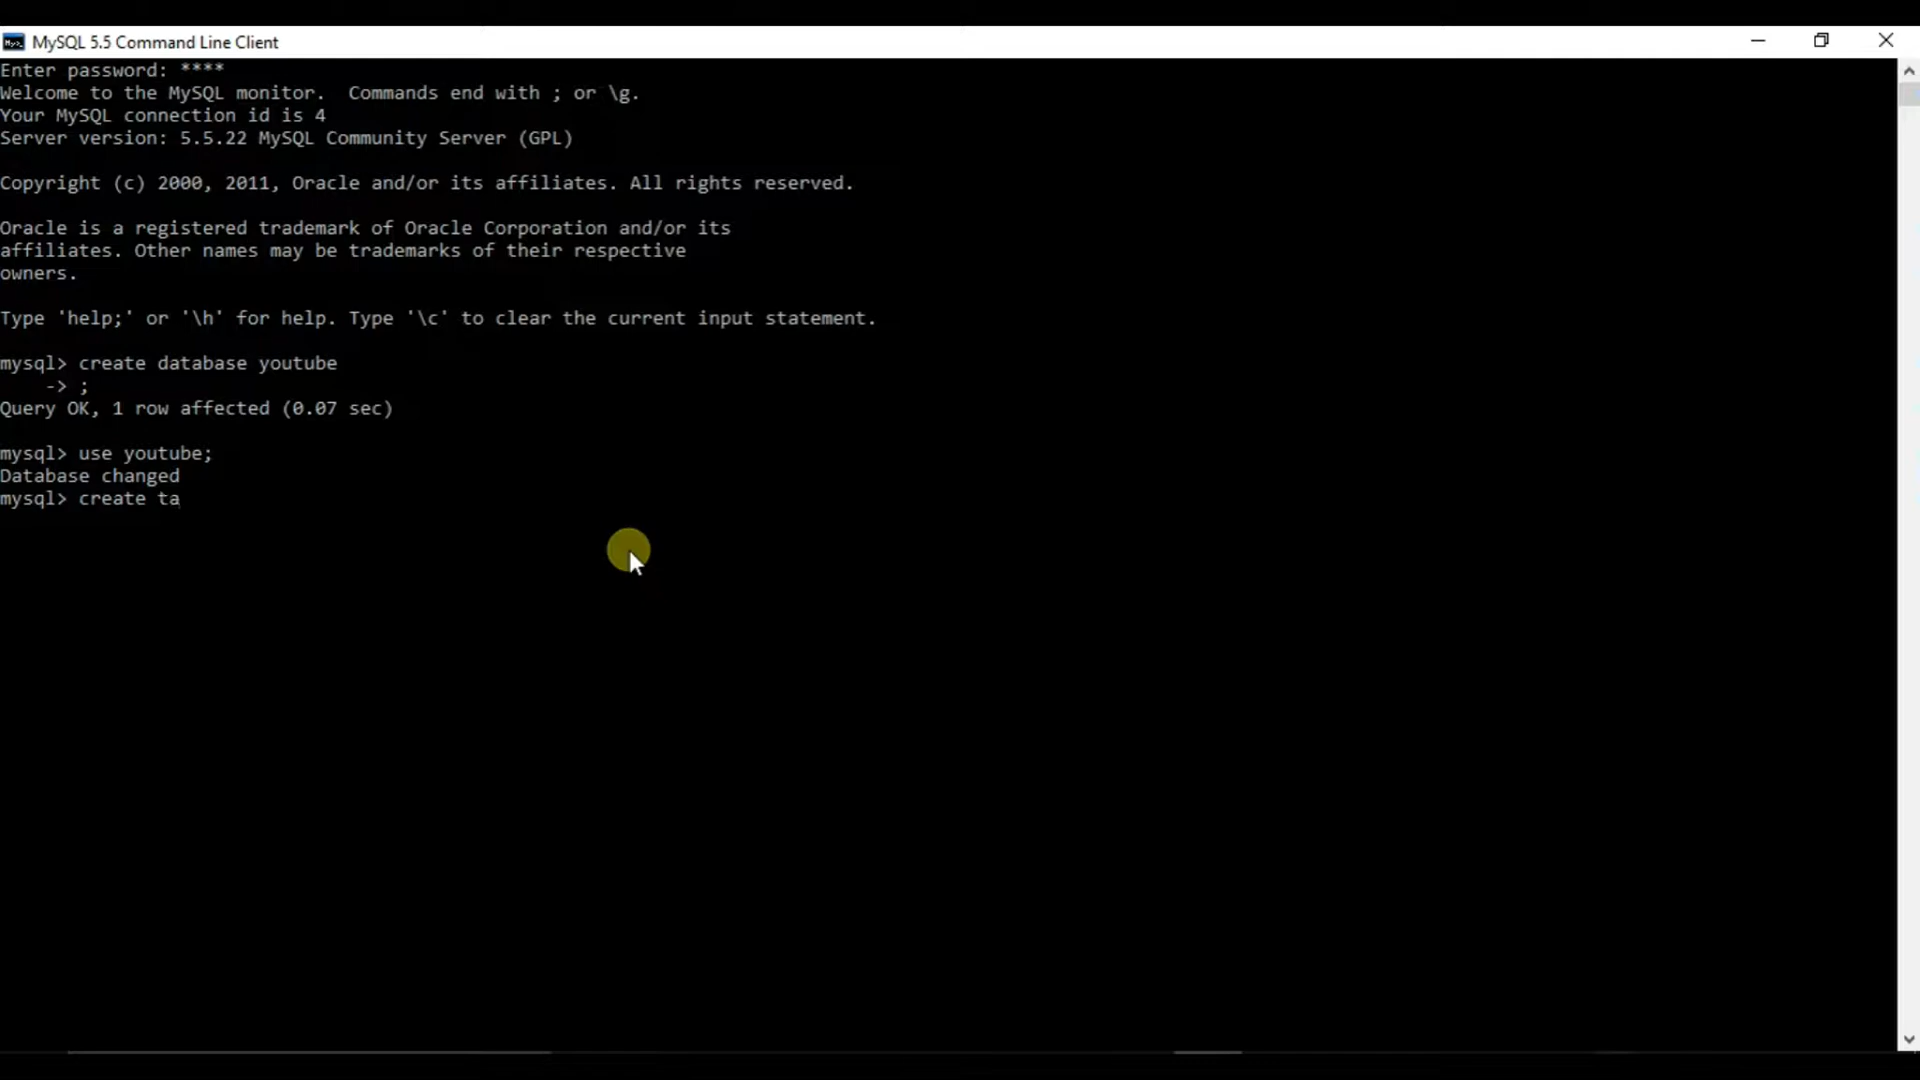 MySQL 5.5 Command Line Client
Enter password: ****
Welcome to the MySQL monitor.  Commands end with ; or \g.
Your MySQL connection id is 4
Server version: 5.5.22 MySQL Community Server (GPL)
Copyright (c) 2000, 2011, Oracle and/or its affiliates. All rights reserved.
Oracle is a registered trademark of Oracle Corporation and/or its
affiliates. Other names may be trademarks of their respective
owners.
Type 'help;' or '\h' for help. Type '\c' to clear the current input statement.
mysql> create database youtube
    -> ;
Query OK, 1 row affected (0.07 sec)
mysql> use youtube;
Database changed
mysql> create ta